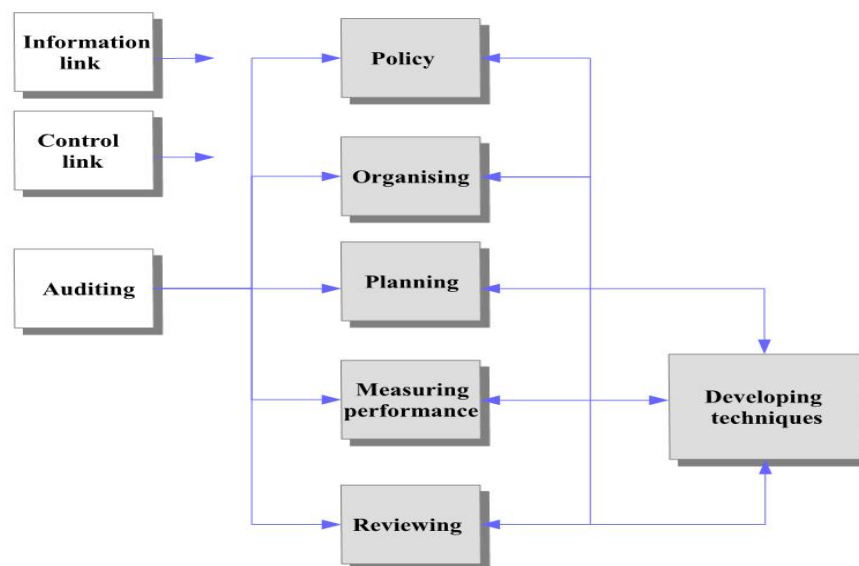 Information
link
Control
link
Auditing
Policy
Organising
Planning
Measuring
performance
Reviewing
Developing
techniques